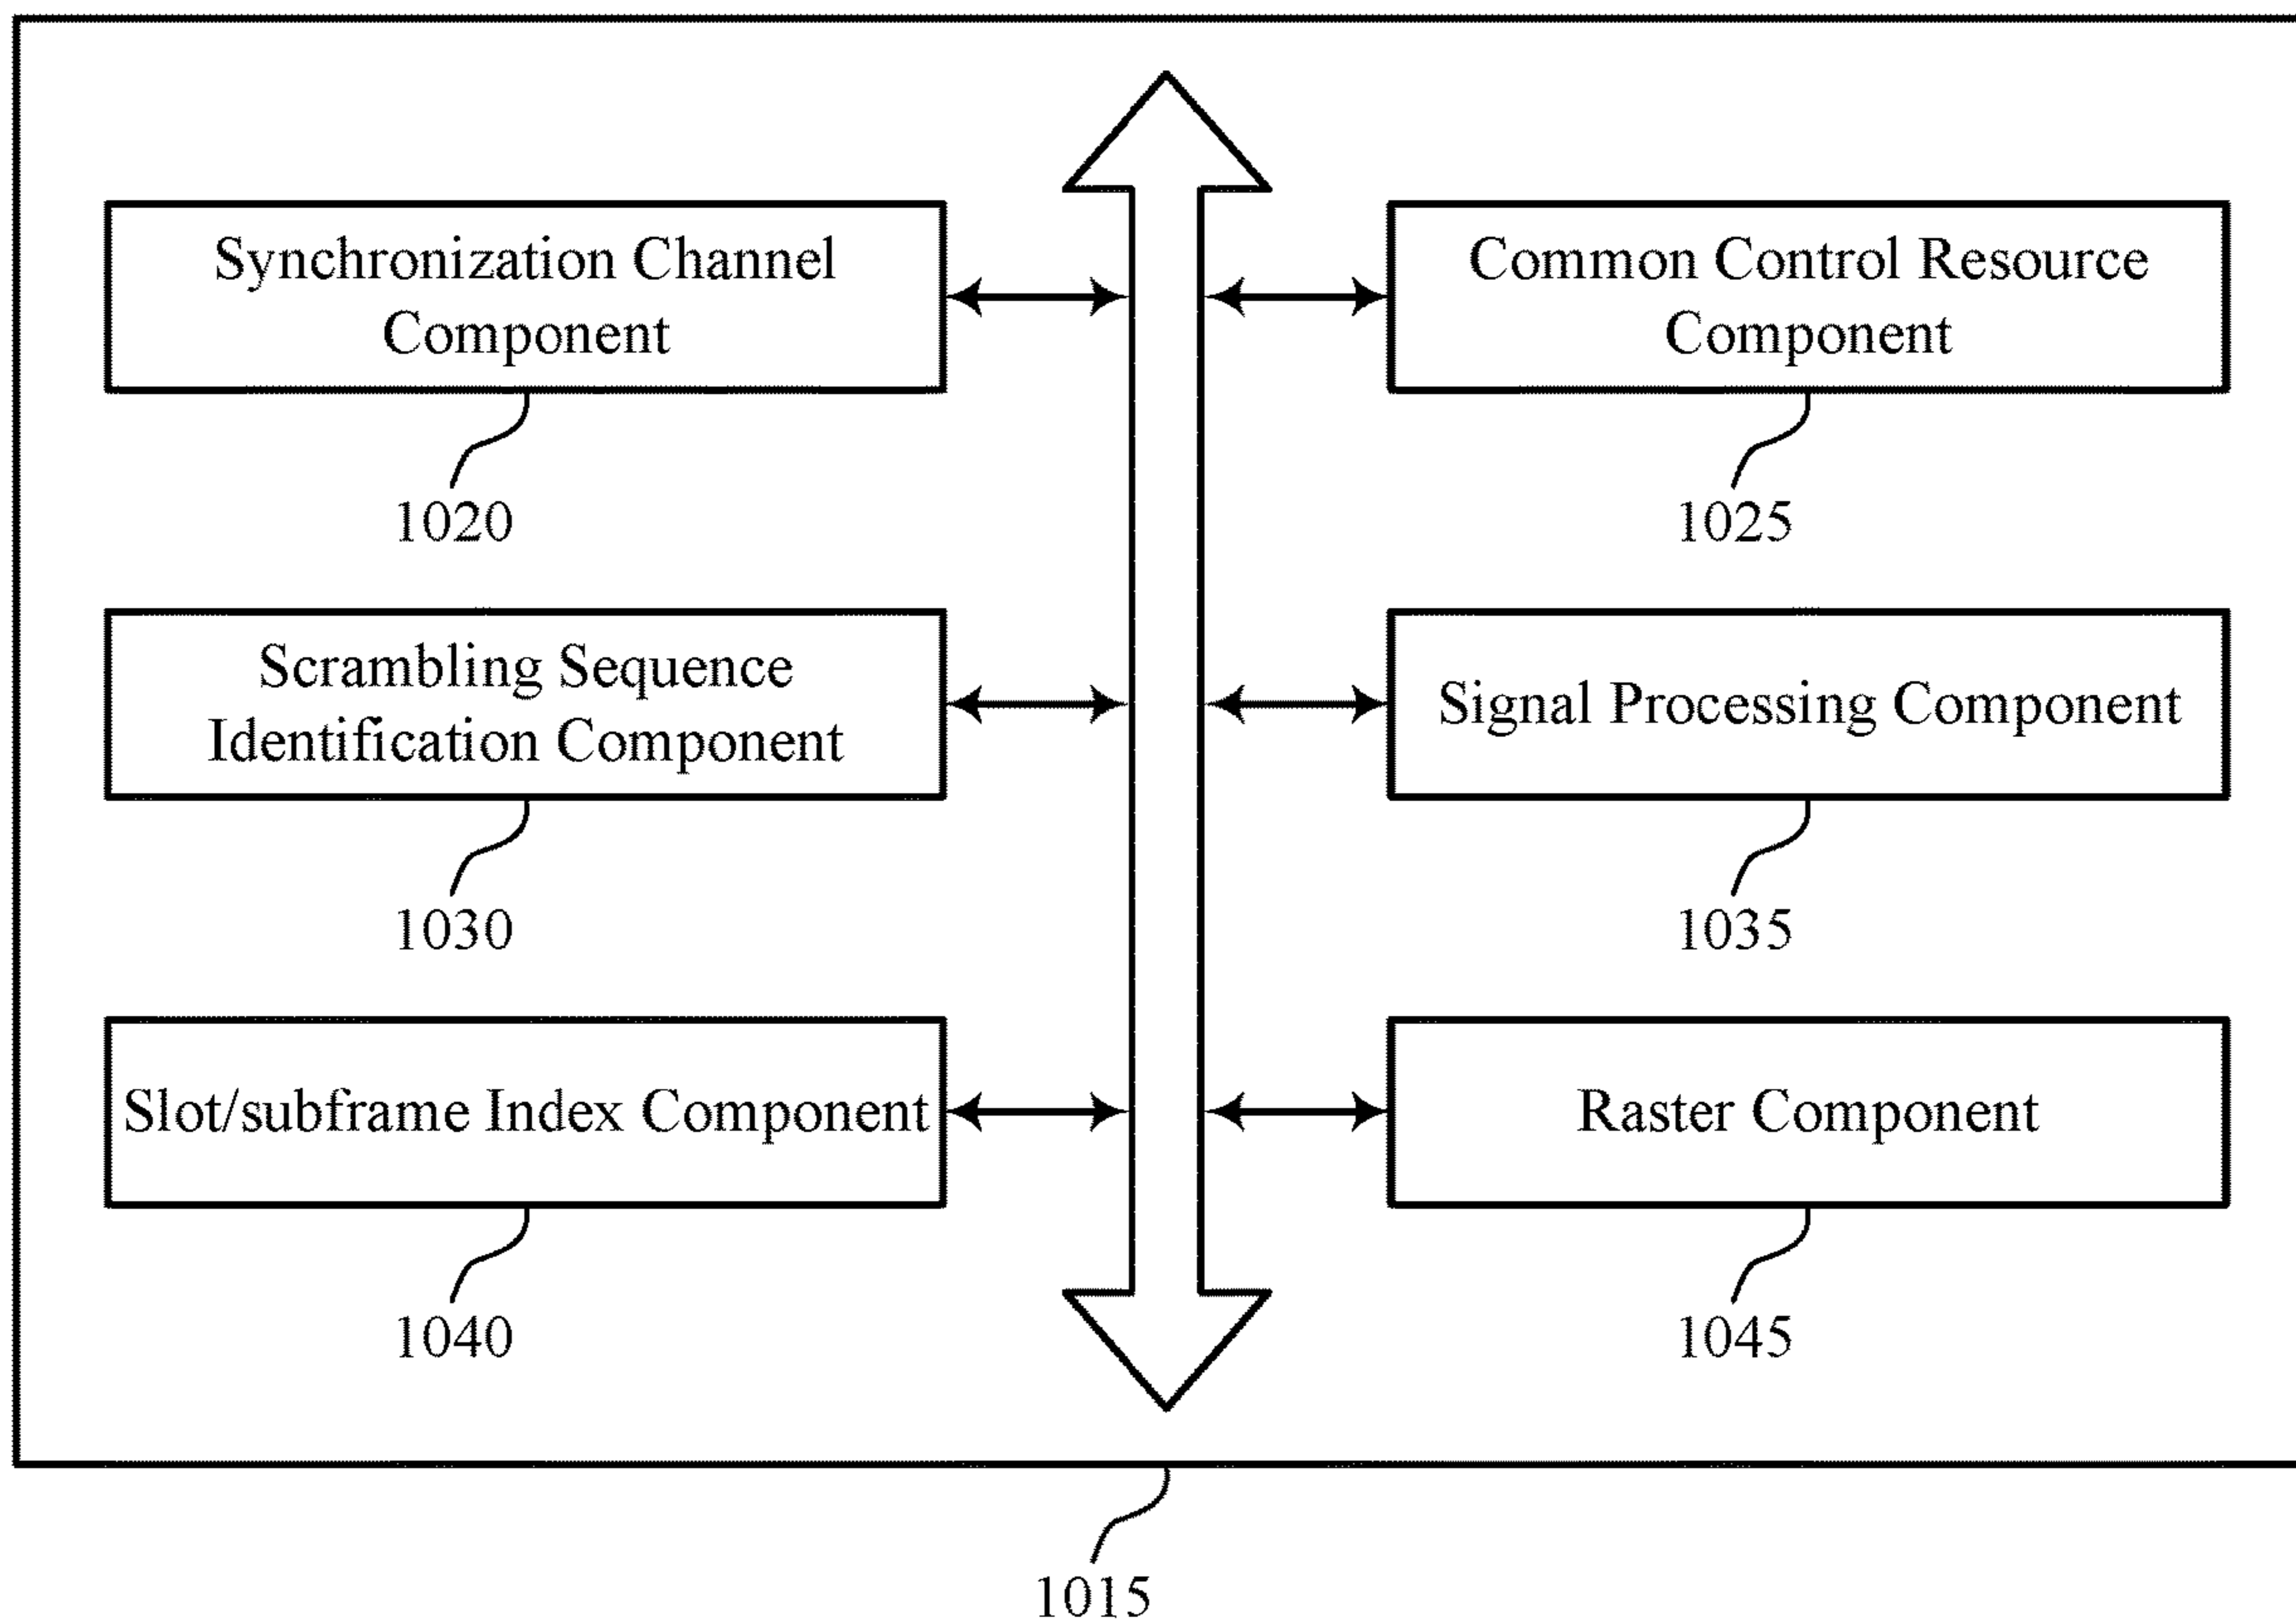 Synchronization Channel
Component
1020
Common Control Resource
Component
1025
Scrambling Sequence
Identification Component
1030
Signal Processing Component
1035
Slot/subframe Index Component
1040
Raster Component
1045
1015